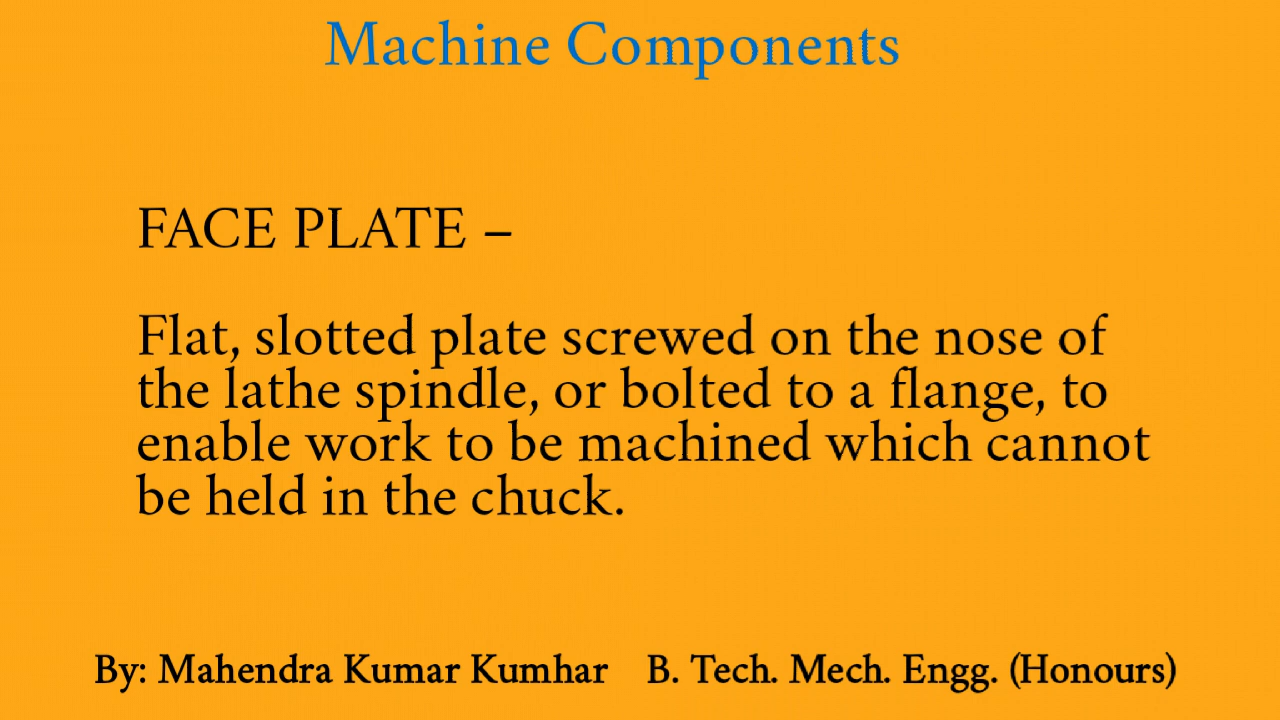 Machine Components
FACE PLATE –
Flat, slotted plate screwed on the nose of
the lathe spindle, or bolted to a flange, to
enable work to be machined which cannot
be held in the chuck.
By: Mahendra Kumar Kumhar B. Tech. Mech. Engg. (Honours)